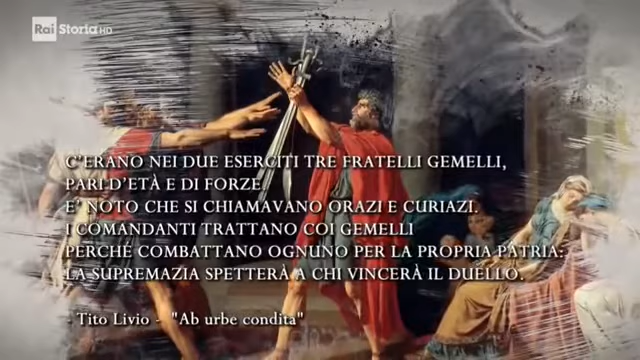 Rai Storia HD
C'ERANO NEI DUE ESERCITI TRE FRATELLI GEMELLI,
PARI D'ETÀ E DI FORZE.
E' NOTO CHE SI CHIAMAVANO ORAZI E CURIAZI.
I COMANDANTI TRATTANO COI GEMELLI
PERCHÉ COMBATTANO OGNUNO PER LA PROPRIA PATRIA:
LA SUPREMAZIA SPETTERÀ A CHI VINCERÀ IL DUELLO.
- Tito Livio - "Ab urbe condita"